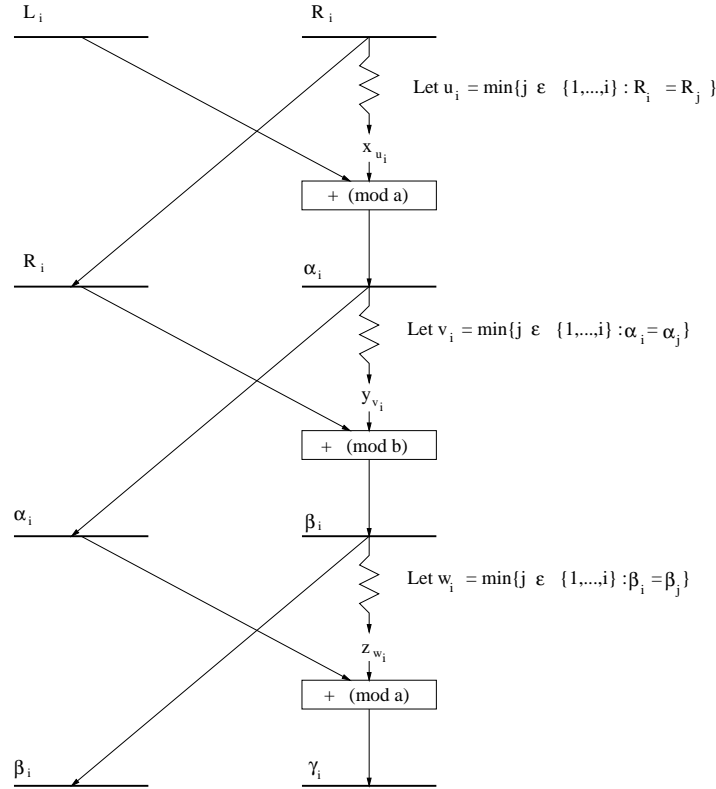 L i R i
Let u i = min{j ε {1,...,i} : R i = R j }
x u i
+ (mod a)
R i α i
Let v i = min{j ε {1,...,i} :α i = α j }
y v i
+ (mod b)
α i β i
Let w i = min{j ε {1,...,i} :β i = β j }
z w i
+ (mod a)
β i γ i